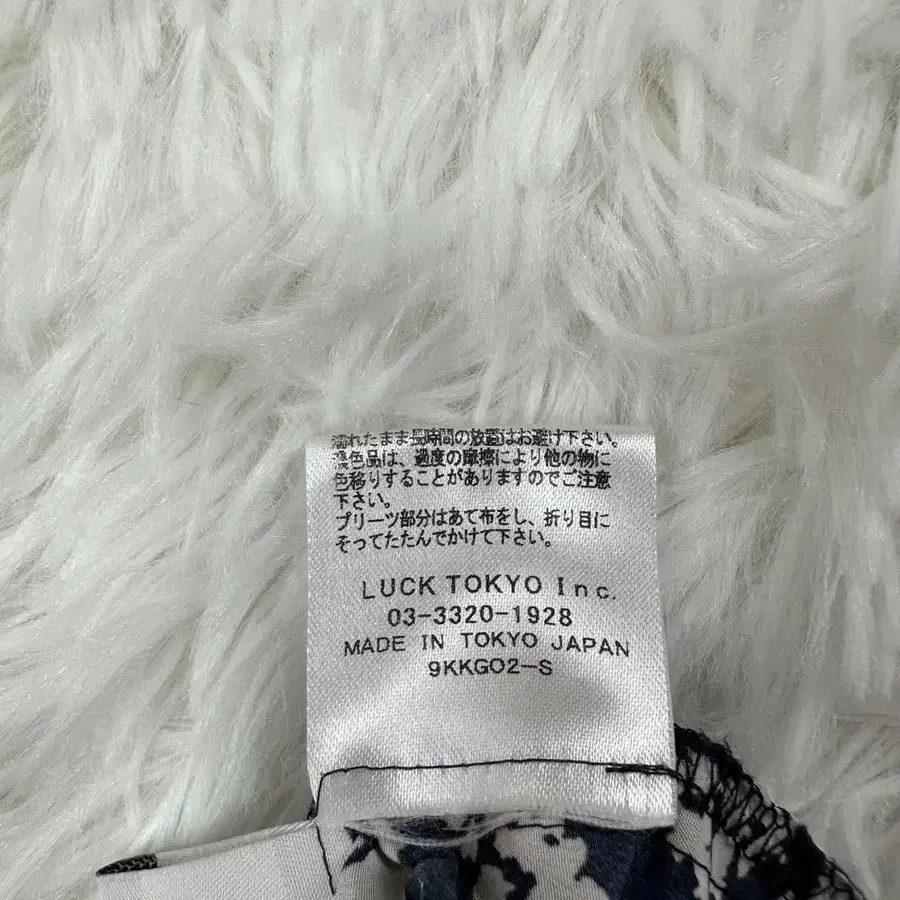 濡れたまま長時間の放置はお避け下さい。
濃色品は、過度の摩擦により他の物に
色移りすることがありますのでご注意
下さい。
プリーツ部分はあて布をし、折り目に
そってたたんでかけて下さい。
LUCK TOKYO Inc.
03-3320-1928
MADE IN TOKYO JAPAN
9KKG02-S